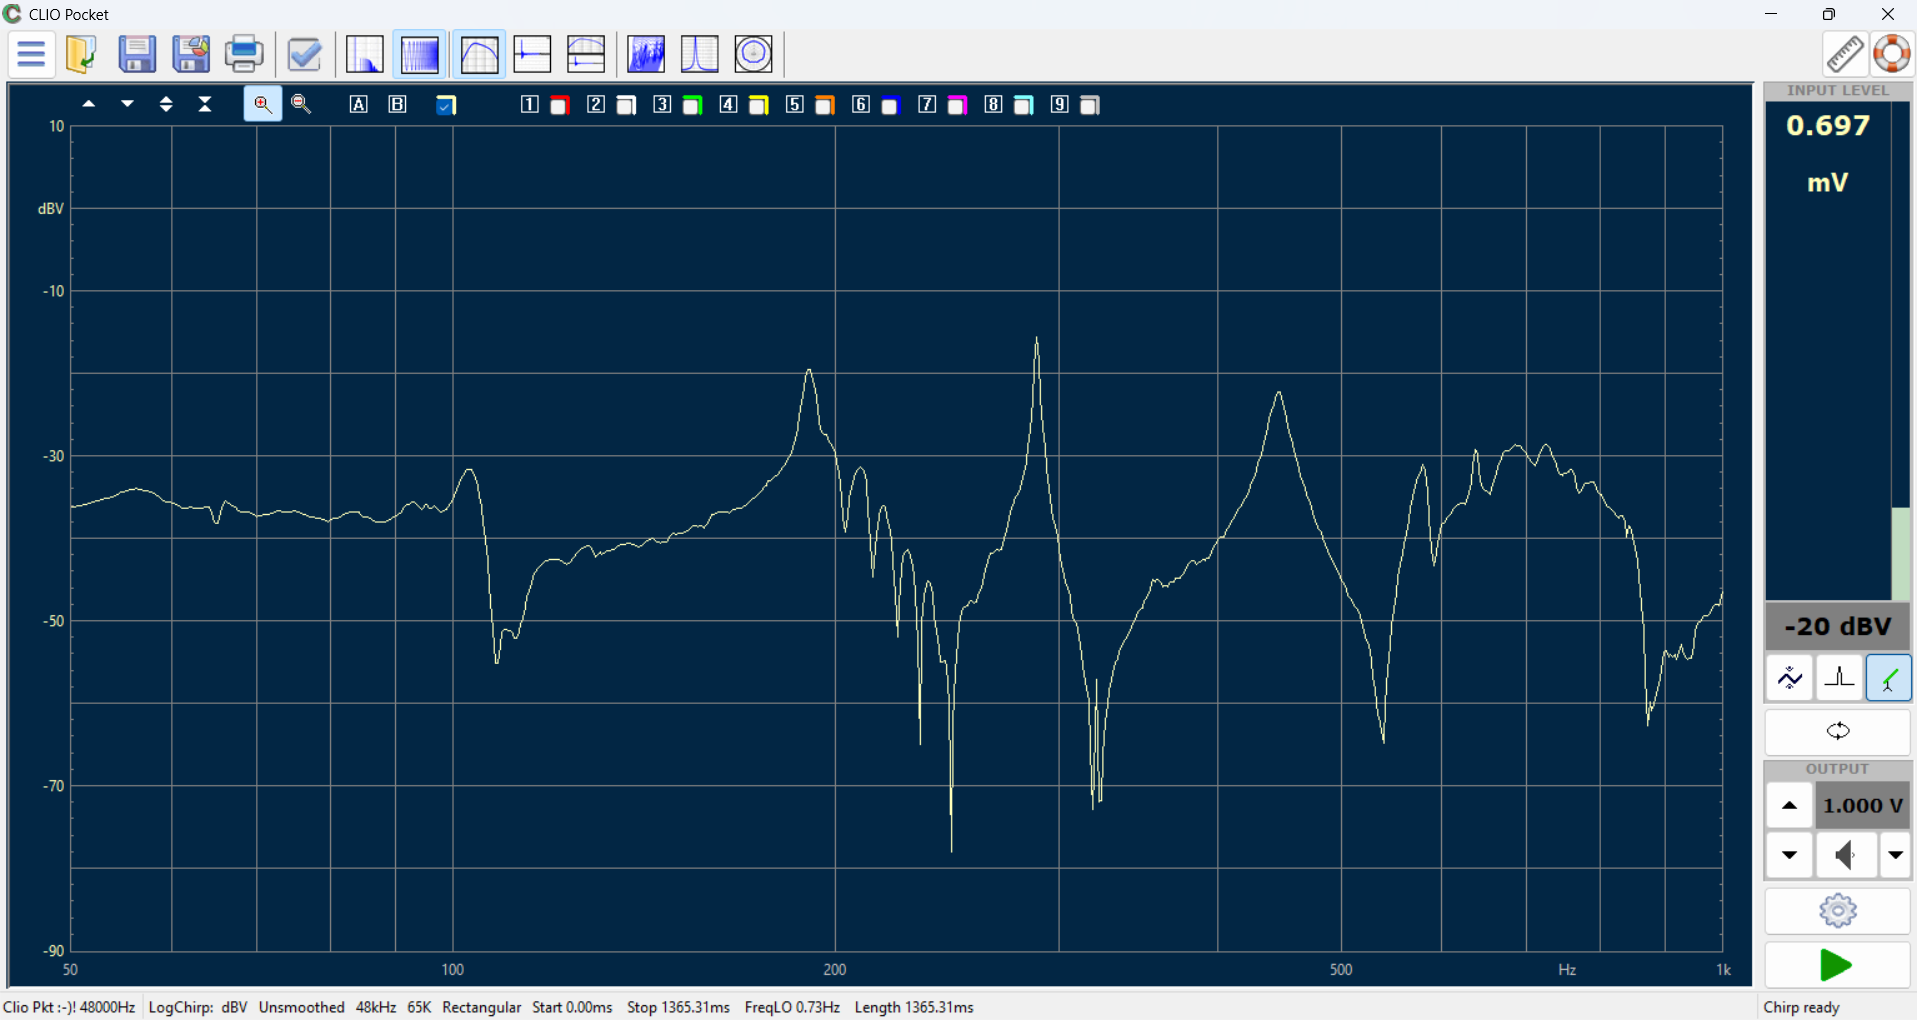 CLIO Pocket
A B 1 2 3 4 5 6 7 8 9
INPUT LEVEL
0.697
mV
10
dBV
-10
-30
-50
-70
-90
50 100 200 500 Hz 1k
-20 dBV
OUTPUT
1.000 V
Clio Pkt :-)! 48000Hz LogChirp: dBV Unsmoothed 48kHz 65K Rectangular Start 0.00ms Stop 1365.31ms FreqLO 0.73Hz Length 1365.31ms Chirp ready